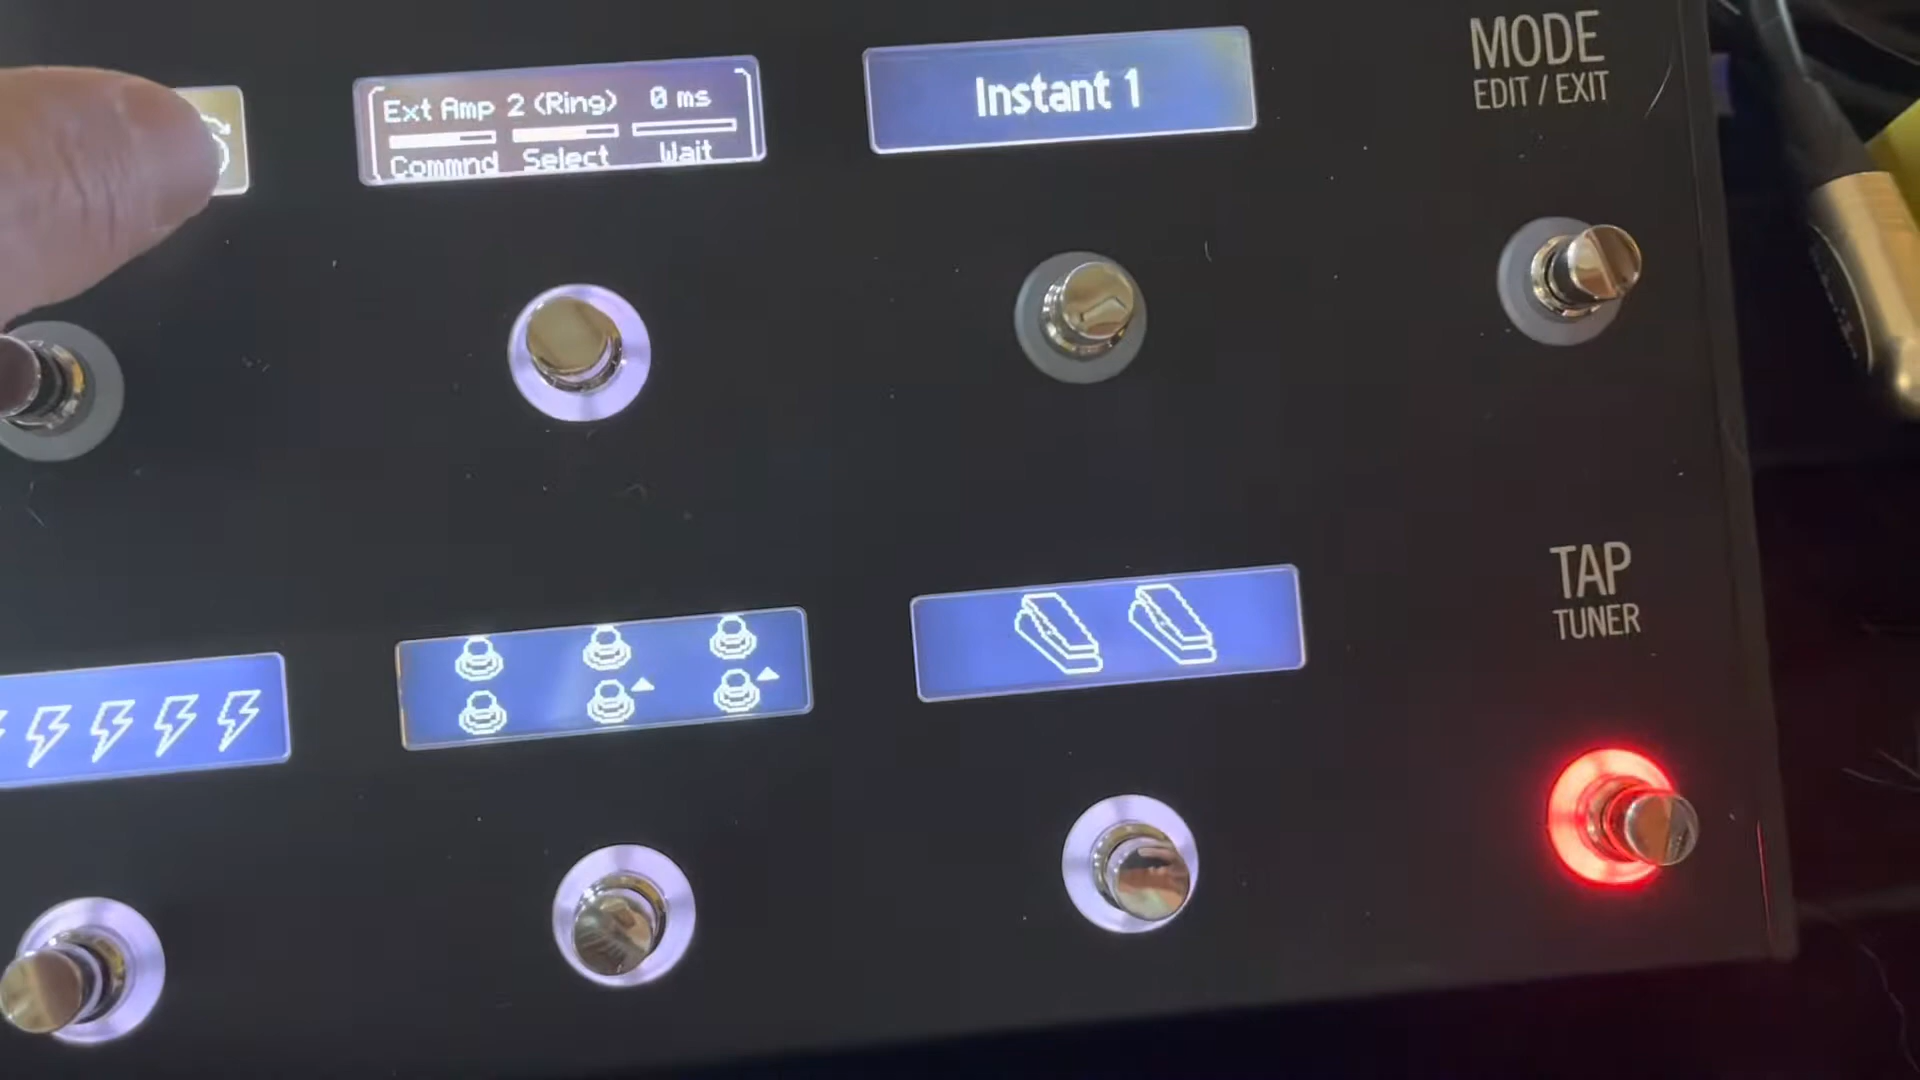 Ext Amp 2 (Ring) 0 ms
Commnd Select Wait
Instant 1
MODE
EDIT / EXIT
TAP
TUNER